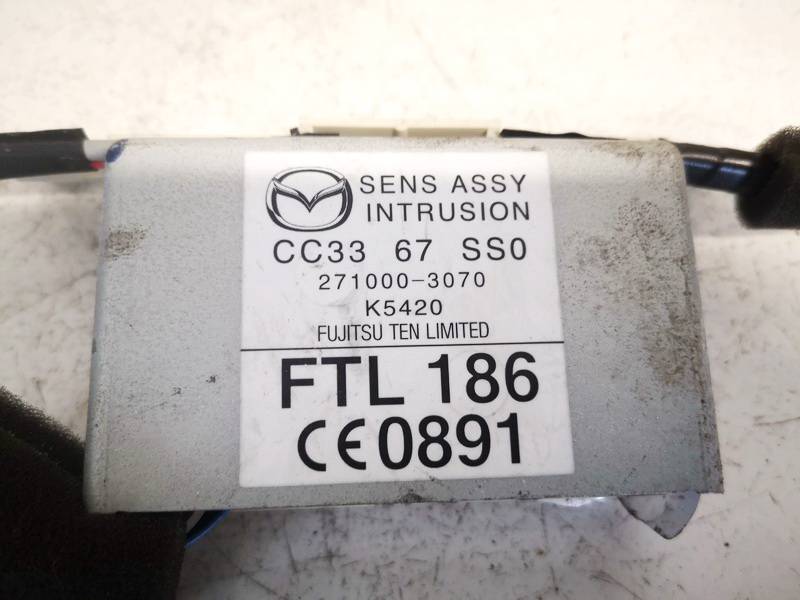 SENS ASSY
INTRUSION
CC33 67 SS0
271000-3070
K5420
FUJITSU TEN LIMITED
FTL 186
CE0891